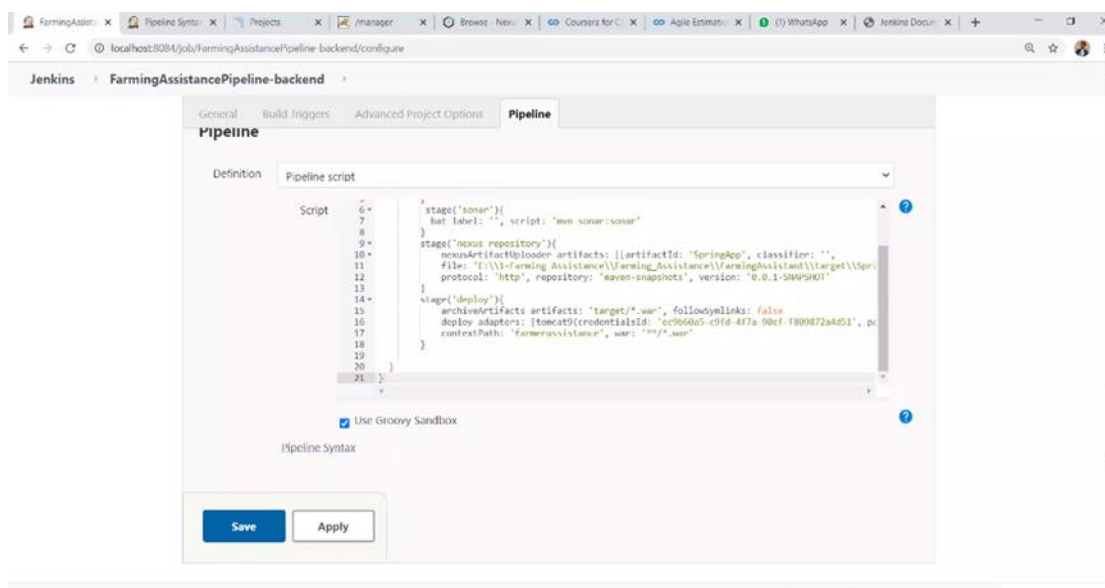 FarmingAssist
Pipeline Synta
Projects
/manager
Browse - Nexu
Coursera for C
Agile Estimatio
(1) WhatsApp
Jenkins Docum
localhost:8084/job/FarmingAssistancePipeline-backend/configure
Jenkins FarmingAssistancePipeline-backend
General Build Triggers Advanced Project Options Pipeline
Pipeline
Definition Pipeline script
Script
6 stage('sonar'){
7 bat label: '', script: 'mvn sonar:sonar'
8 }
9 stage('nexus repository'){
10 nexusArtifactUploader artifacts: [[artifactId: 'SpringApp', classifier: '',
11 file: 'E:\\1-Farming Assistance\\Farming_Assistance\\FarmingAssistant\\target\\Spri
12 protocol: 'http', repository: 'maven-snapshots', version: '0.0.1-SNAPSHOT'
13 }
14 stage('deploy'){
15 archiveArtifacts artifacts: 'target/*.war', followSymlinks: false
16 deploy adapters: [tomcat9(credentialsId: 'ec9b60a5-c9fd-4f7a-90ef-f809872a4d51', pa
17 contextPath: 'farmerassistance', war: '**/*.war'
18 }
19
20 }
21 }
Use Groovy Sandbox
Pipeline Syntax
Save Apply